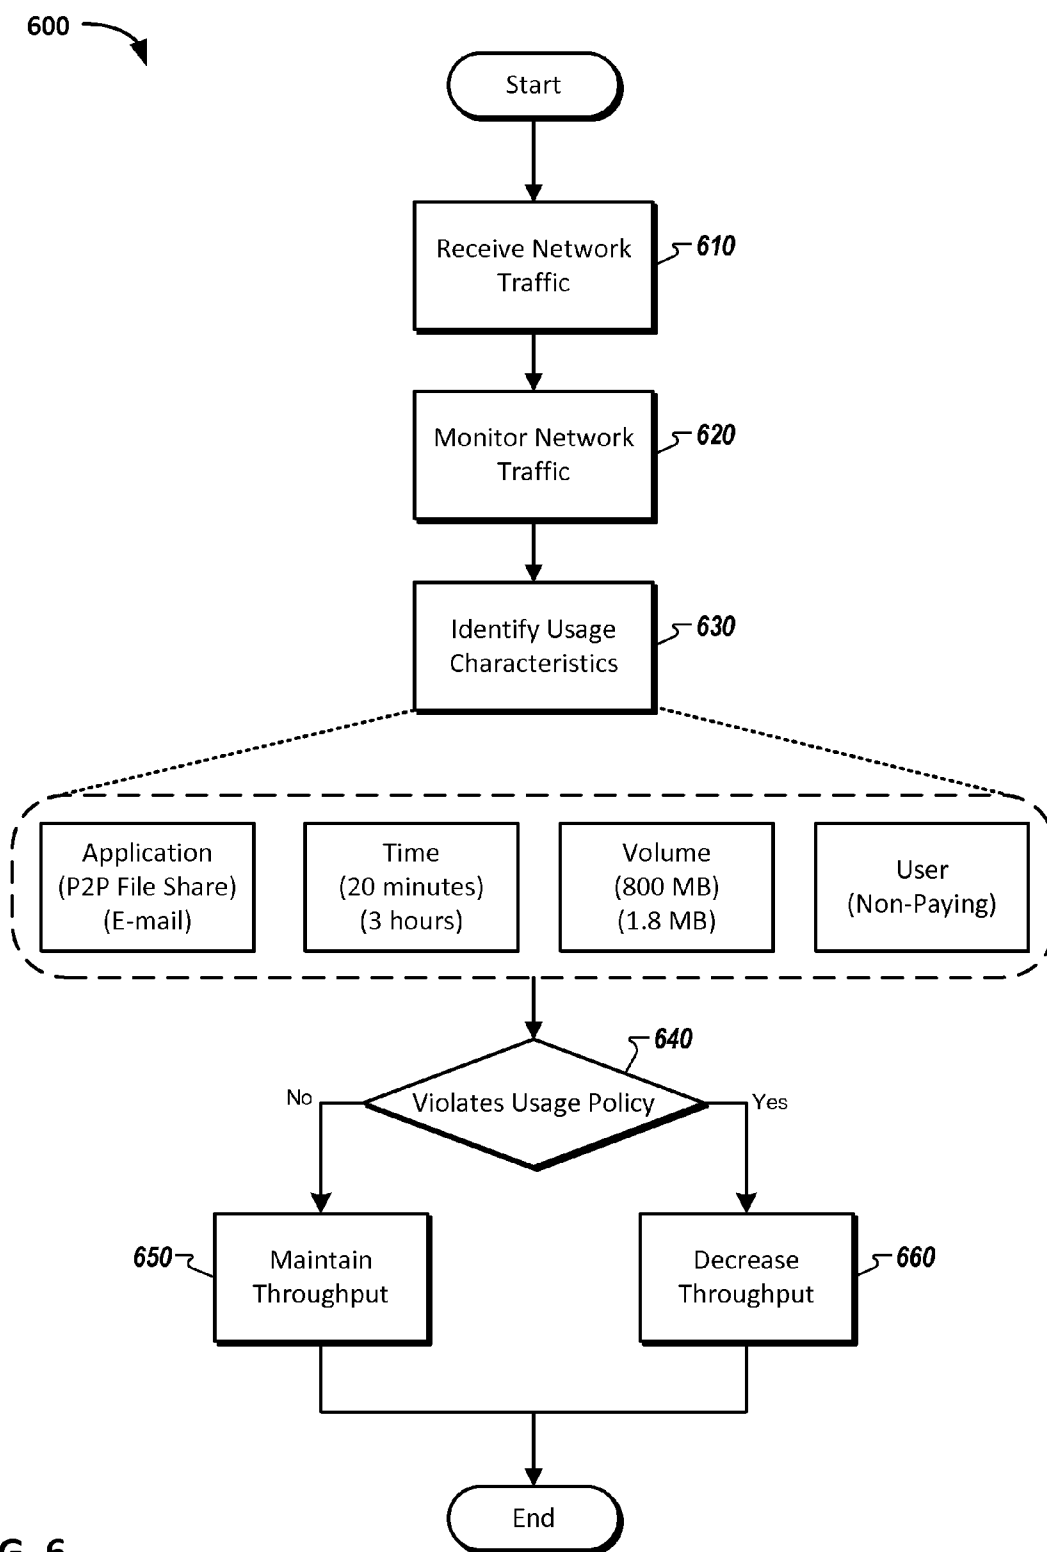 600
Start
Receive Network
Traffic
610
Monitor Network
Traffic
620
Identify Usage
Characteristics
630
Application
(P2P File Share)
(E-mail)
Time
(20 minutes)
(3 hours)
Volume
(800 MB)
(1.8 MB)
User
(Non-Paying)
640
No
Violates Usage Policy
Yes
650
Maintain
Throughput
Decrease
Throughput
660
End
G. 6